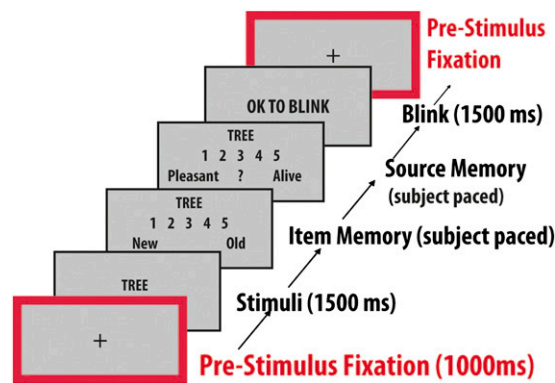 Pre-Stimulus
Fixation
+
OK TO BLINK
Blink (1500 ms)
TREE
1 2 3 4 5
Pleasant ? Alive
Source Memory
(subject paced)
TREE
1 2 3 4 5
New Old
Item Memory (subject paced)
TREE
Stimuli (1500 ms)
+
Pre-Stimulus Fixation (1000ms)